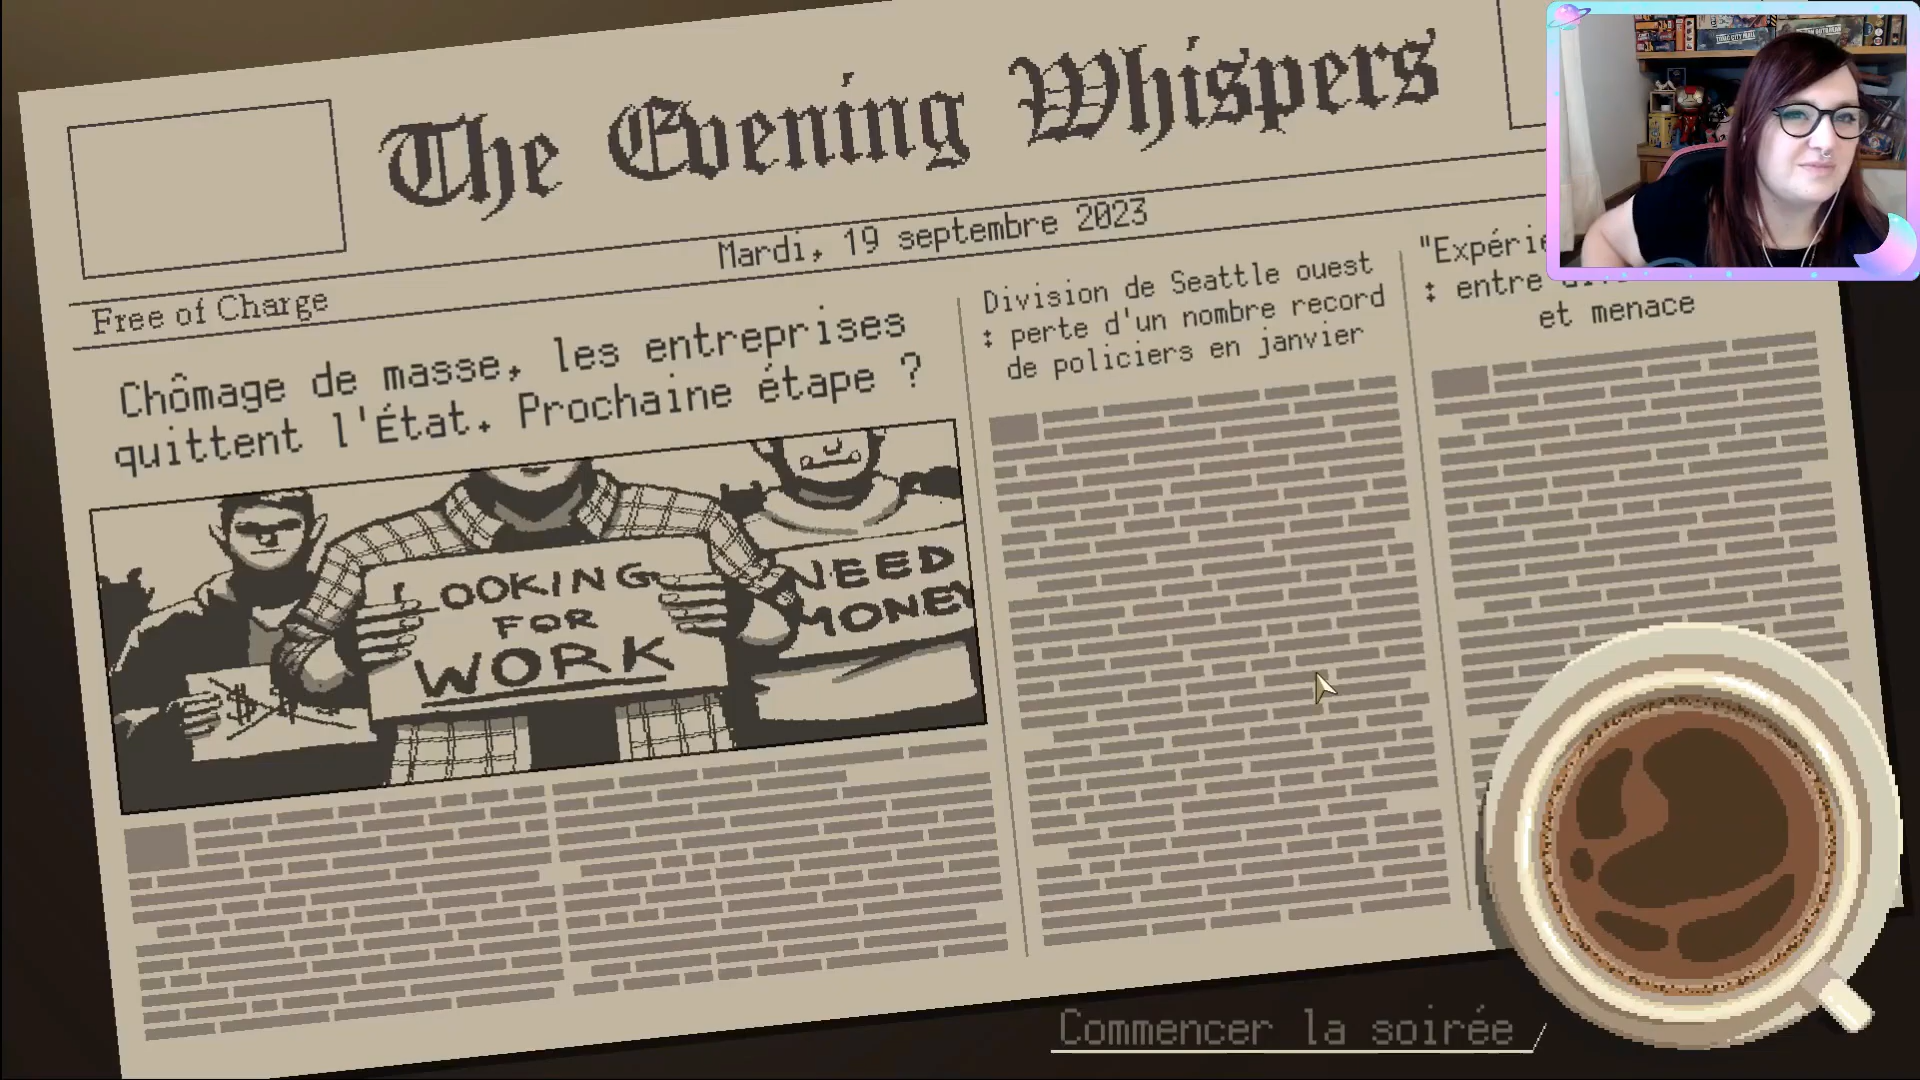 The Evening Whispers
Mardi, 19 septembre 2023
Free of Charge
Chômage de masse, les entreprises
quittent l'État. Prochaine étape ?
LOOKING
FOR
WORK
NEED
MONEY
Division de Seattle ouest
: perte d'un nombre record
de policiers en janvier
: entre
et menace
Commencer la soirée